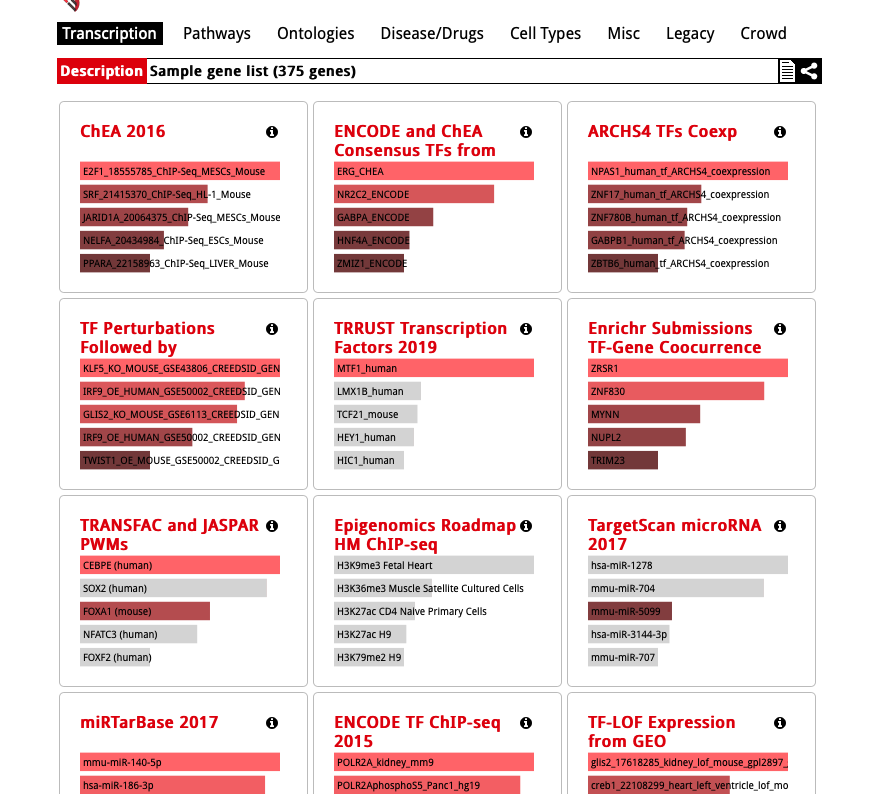 Transcription Pathways Ontologies Disease/Drugs Cell Types Misc Legacy Crowd
Description Sample gene list (375 genes)
ChEA 2016
E2F1_18555785_ChIP-Seq_MESCs_Mouse
SRF_21415370_ChIP-Seq_HL-1_Mouse
JARID1A_20064375_ChIP-Seq_MESCs_Mouse
NELFA_20434984_ChIP-Seq_ESCs_Mouse
PPARA_22158963_ChIP-Seq_LIVER_Mouse
ENCODE and ChEA
Consensus TFs from
ERG_CHEA
NR2C2_ENCODE
GABPA_ENCODE
HNF4A_ENCODE
ZMIZ1_ENCODE
ARCHS4 TFs Coexp
NPAS1_human_tf_ARCHS4_coexpression
ZNF17_human_tf_ARCHS4_coexpression
ZNF780B_human_tf_ARCHS4_coexpression
GABPB1_human_tf_ARCHS4_coexpression
ZBTB6_human_tf_ARCHS4_coexpression
TF Perturbations
Followed by
KLF5_KO_MOUSE_GSE43806_CREEDSID_GEN
IRF9_OE_HUMAN_GSE50002_CREEDSID_GEN
GLIS2_KO_MOUSE_GSE6113_CREEDSID_GEN
IRF9_OE_HUMAN_GSE50002_CREEDSID_GEN
TWIST1_OE_MOUSE_GSE50002_CREEDSID_G
TRRUST Transcription
Factors 2019
MTF1_human
LMX1B_human
TCF21_mouse
HEY1_human
HIC1_human
Enrichr Submissions
TF-Gene Coocurrence
ZRSR1
ZNF830
MYNN
NUPL2
TRIM23
TRANSFAC and JASPAR
PWMs
CEBPE (human)
SOX2 (human)
FOXA1 (mouse)
NFATC3 (human)
FOXF2 (human)
Epigenomics Roadmap
HM ChIP-seq
H3K9me3 Fetal Heart
H3K36me3 Muscle Satellite Cultured Cells
H3K27ac CD4 Naive Primary Cells
H3K27ac H9
H3K79me2 H9
TargetScan microRNA
2017
hsa-miR-1278
mmu-miR-704
mmu-miR-5099
hsa-miR-3144-3p
mmu-miR-707
miRTarBase 2017
mmu-miR-140-5p
hsa-miR-186-3p
ENCODE TF ChIP-seq
2015
POLR2A_kidney_mm9
POLR2AphosphoS5_Panc1_hg19
TF-LOF Expression
from GEO
glis2_17618285_kidney_lof_mouse_gpl2897_
creb1_22108299_heart_left_ventricle_lof_mo